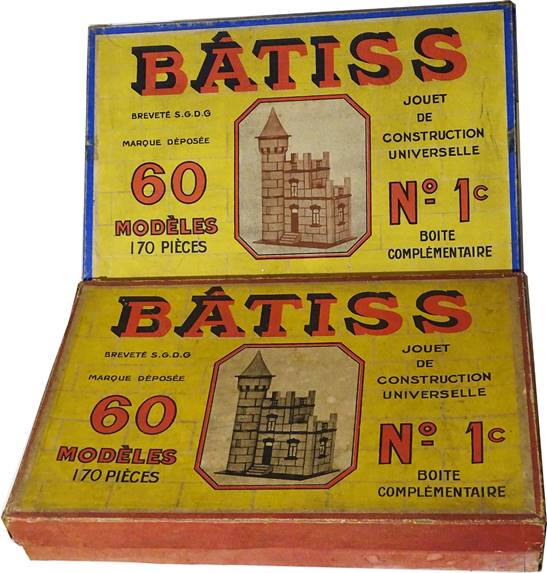 BÂTISS
BREVETÉ S.G.D.G
MARQUE DÉPOSÉE
60
MODÈLES
170 PIÈCES
JOUET
DE
CONSTRUCTION
UNIVERSELLE
Nº 1c
BOITE
COMPLÉMENTAIRE
BÂTISS
BREVETÉ S.G.D.G
MARQUE DÉPOSÉE
60
MODÈLES
170 PIÈCES
JOUET
DE
CONSTRUCTION
UNIVERSELLE
Nº 1c
BOITE
COMPLÉMENTAIRE